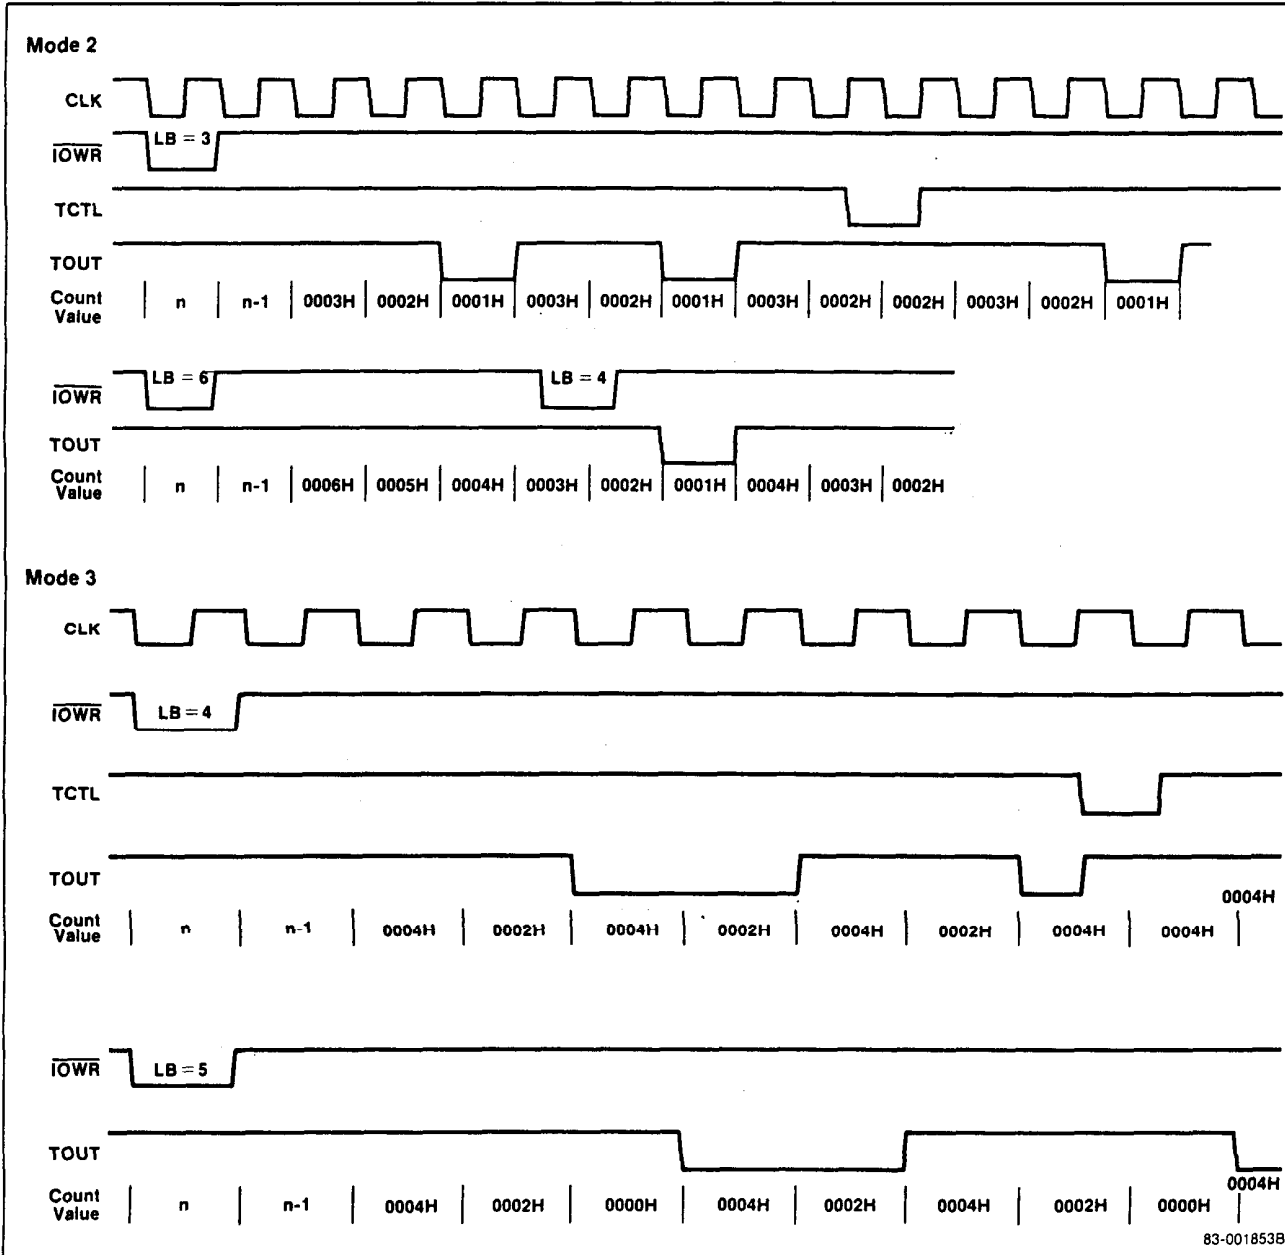 Mode 2
CLK
IOWR LB = 3
TCTL
TOUT
Count Value n n-1 0003H 0002H 0001H 0003H 0002H 0001H 0003H 0002H 0002H 0003H 0002H 0001H
IOWR LB = 6 LB = 4
TOUT
Count Value n n-1 0006H 0005H 0004H 0003H 0002H 0001H 0004H 0003H 0002H
Mode 3
CLK
IOWR LB = 4
TCTL
TOUT
Count Value n n-1 0004H 0002H 0004H 0002H 0004H 0002H 0004H 0004H 0004H
IOWR LB = 5
TOUT
Count Value n n-1 0004H 0002H 0000H 0004H 0002H 0004H 0002H 0000H 0004H
83-001853B